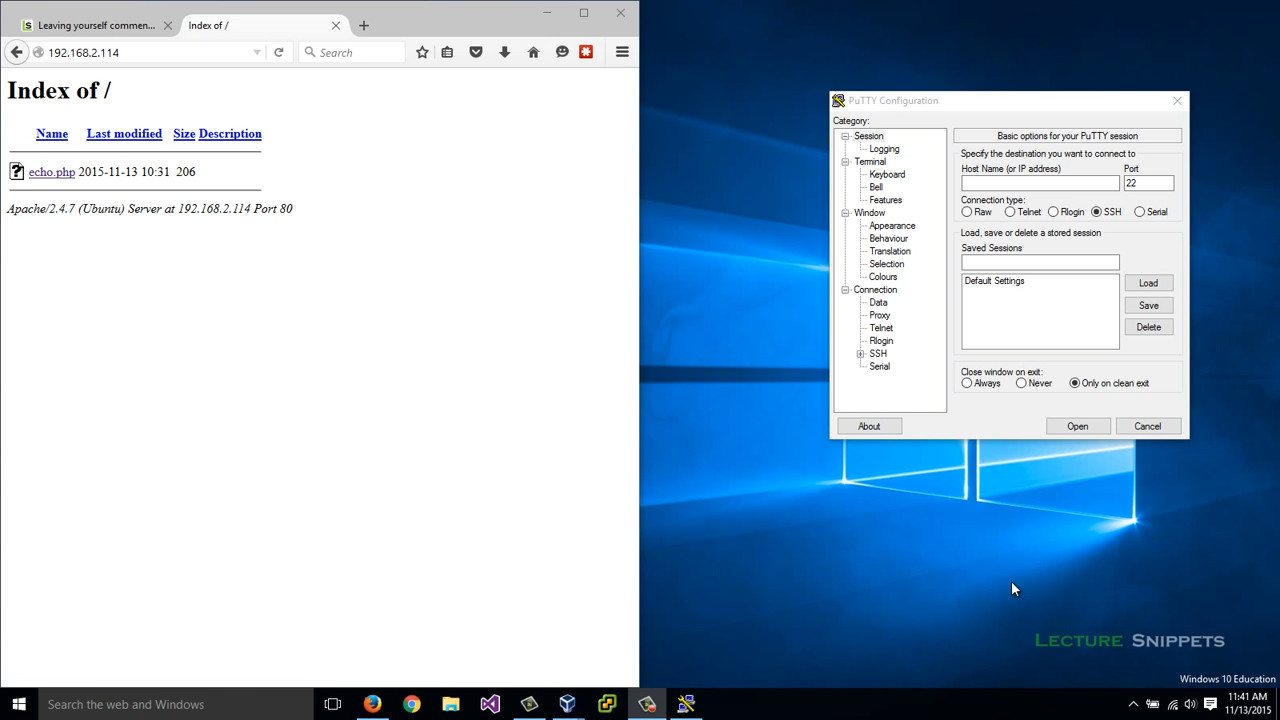 Leaving yourself commen...
Index of /
192.168.2.114
Search
Index of /
Name Last modified Size Description
echo.php 2015-11-13 10:31 206
Apache/2.4.7 (Ubuntu) Server at 192.168.2.114 Port 80
PuTTY Configuration
Category:
Session
Logging
Terminal
Keyboard
Bell
Features
Window
Appearance
Behaviour
Translation
Selection
Colours
Connection
Data
Proxy
Telnet
Rlogin
SSH
Serial
Basic options for your PuTTY session
Specify the destination you want to connect to
Host Name (or IP address) Port
22
Connection type:
Raw Telnet Rlogin SSH Serial
Load, save or delete a stored session
Saved Sessions
Default Settings
Load
Save
Delete
Close window on exit:
Always Never Only on clean exit
About Open Cancel
Lecture Snippets
Windows 10 Education
Search the web and Windows
11:41 AM
11/13/2015